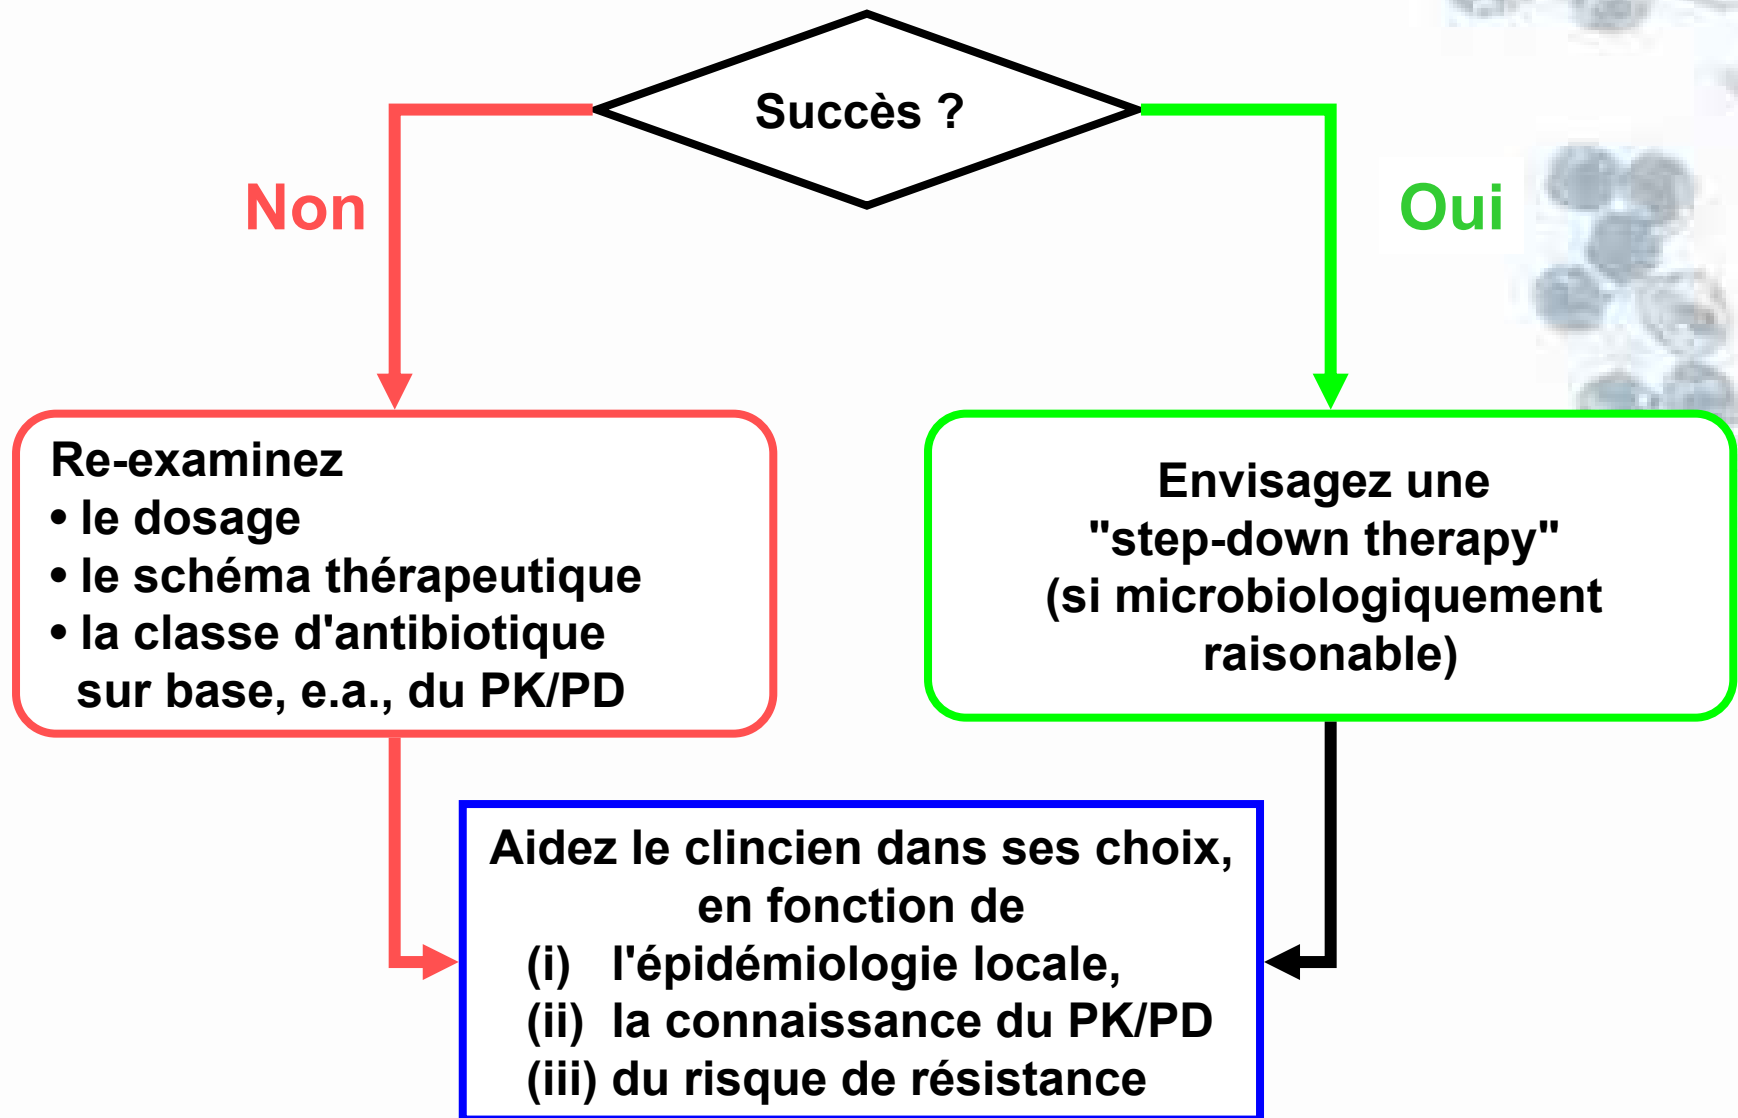 Succès ?
Non
Oui
Re-examinez
• le dosage
• le schéma thérapeutique
• la classe d'antibiotique
sur base, e.a., du PK/PD
Envisagez une
"step-down therapy"
(si microbiologiquement
raisonable)
Aidez le clincien dans ses choix,
en fonction de
(i) l'épidémiologie locale,
(ii) la connaissance du PK/PD
(iii) du risque de résistance